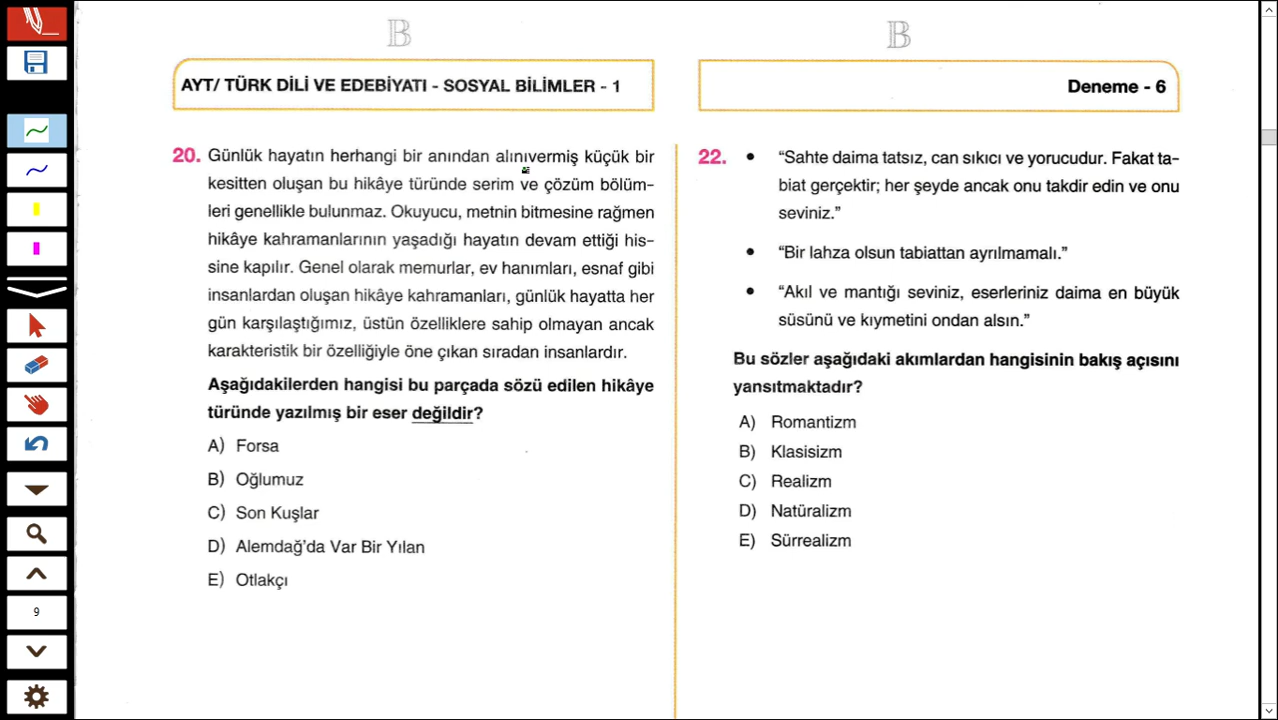 B
B
AYT/ TÜRK DİLİ VE EDEBİYATI - SOSYAL BİLİMLER - 1
Deneme - 6
20. Günlük hayatın herhangi bir anından alınıvermiş küçük bir
kesitten oluşan bu hikâye türünde serim ve çözüm bölüm-
leri genellikle bulunmaz. Okuyucu, metnin bitmesine rağmen
hikâye kahramanlarının yaşadığı hayatın devam ettiği his-
sine kapılır. Genel olarak memurlar, ev hanımları, esnaf gibi
insanlardan oluşan hikâye kahramanları, günlük hayatta her
gün karşılaştığımız, üstün özelliklere sahip olmayan ancak
karakteristik bir özelliğiyle öne çıkan sıradan insanlardır.
Aşağıdakilerden hangisi bu parçada sözü edilen hikâye
türünde yazılmış bir eser değildir?
A) Forsa
B) Oğlumuz
C) Son Kuşlar
D) Alemdağ'da Var Bir Yılan
E) Otlakçı
22. • “Sahte daima tatsız, can sıkıcı ve yorucudur. Fakat ta-
biat gerçektir; her şeyde ancak onu takdir edin ve onu
seviniz.”
• “Bir lahza olsun tabiattan ayrılmamalı.”
• “Akıl ve mantığı seviniz, eserleriniz daima en büyük
süsünü ve kıymetini ondan alsın.”
Bu sözler aşağıdaki akımlardan hangisinin bakış açısını
yansıtmaktadır?
A) Romantizm
B) Klasisizm
C) Realizm
D) Natüralizm
E) Sürrealizm
9